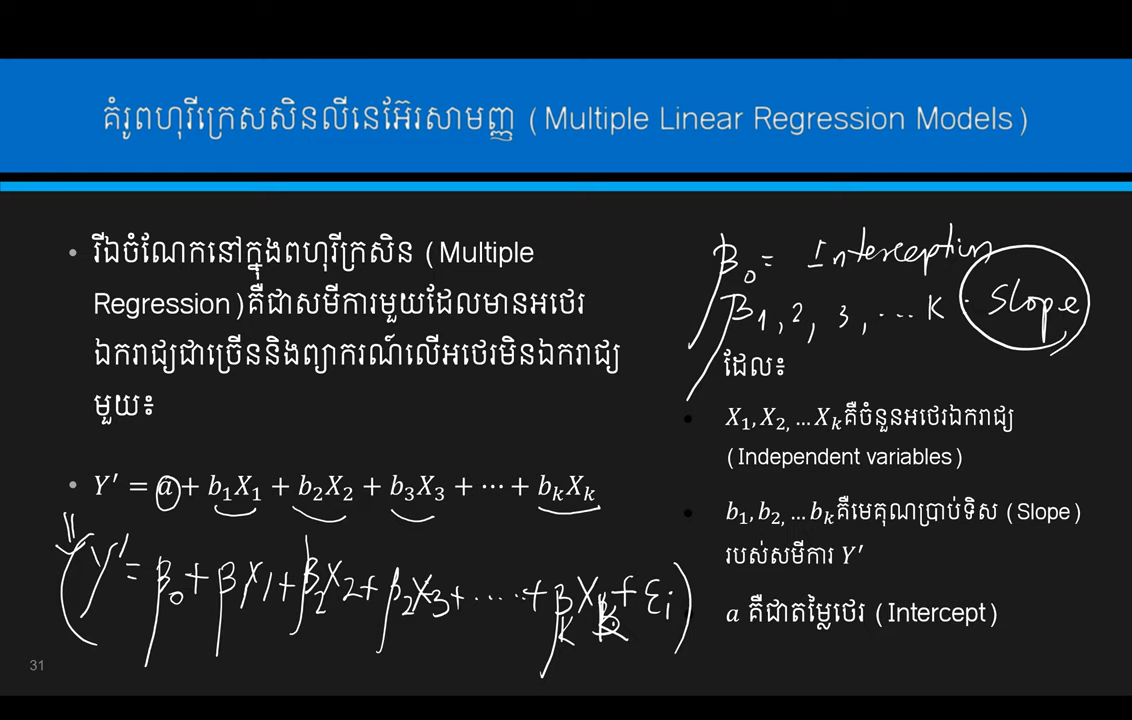 គំរូពហុរីក្រេសសិនលីនេអ៊ែរសាមញ្ញ (Multiple Linear Regression Models)
• រីឯចំណែកនៅក្នុងពហុរីក្រសិន (Multiple
Regression)គឺជាសមីការមួយដែលមានអថេរ
ឯករាជ្យជាច្រើននិងព្យាករណ៍លើអថេរមិនឯករាជ្យ
មួយ៖
• Y′ = a + b₁X₁ + b₂X₂ + b₃X₃ + ⋯ + bₖXₖ
(Y' = β₀ + β₁X₁ + β₂X₂ + β₂X₃ + ..... + βₖXₖ + εᵢ)
β₀ = Interception
β₁, 2, 3, ... K . Slope
ដែល៖
• X₁, X₂, … Xₖគឺចំនួនអថេរឯករាជ្យ
(Independent variables)
• b₁, b₂, … bₖគឺមេគុណប្រាប់ទិស (Slope)
របស់សមីការ Y′
• a គឺជាតម្លៃថេរ (Intercept)
31